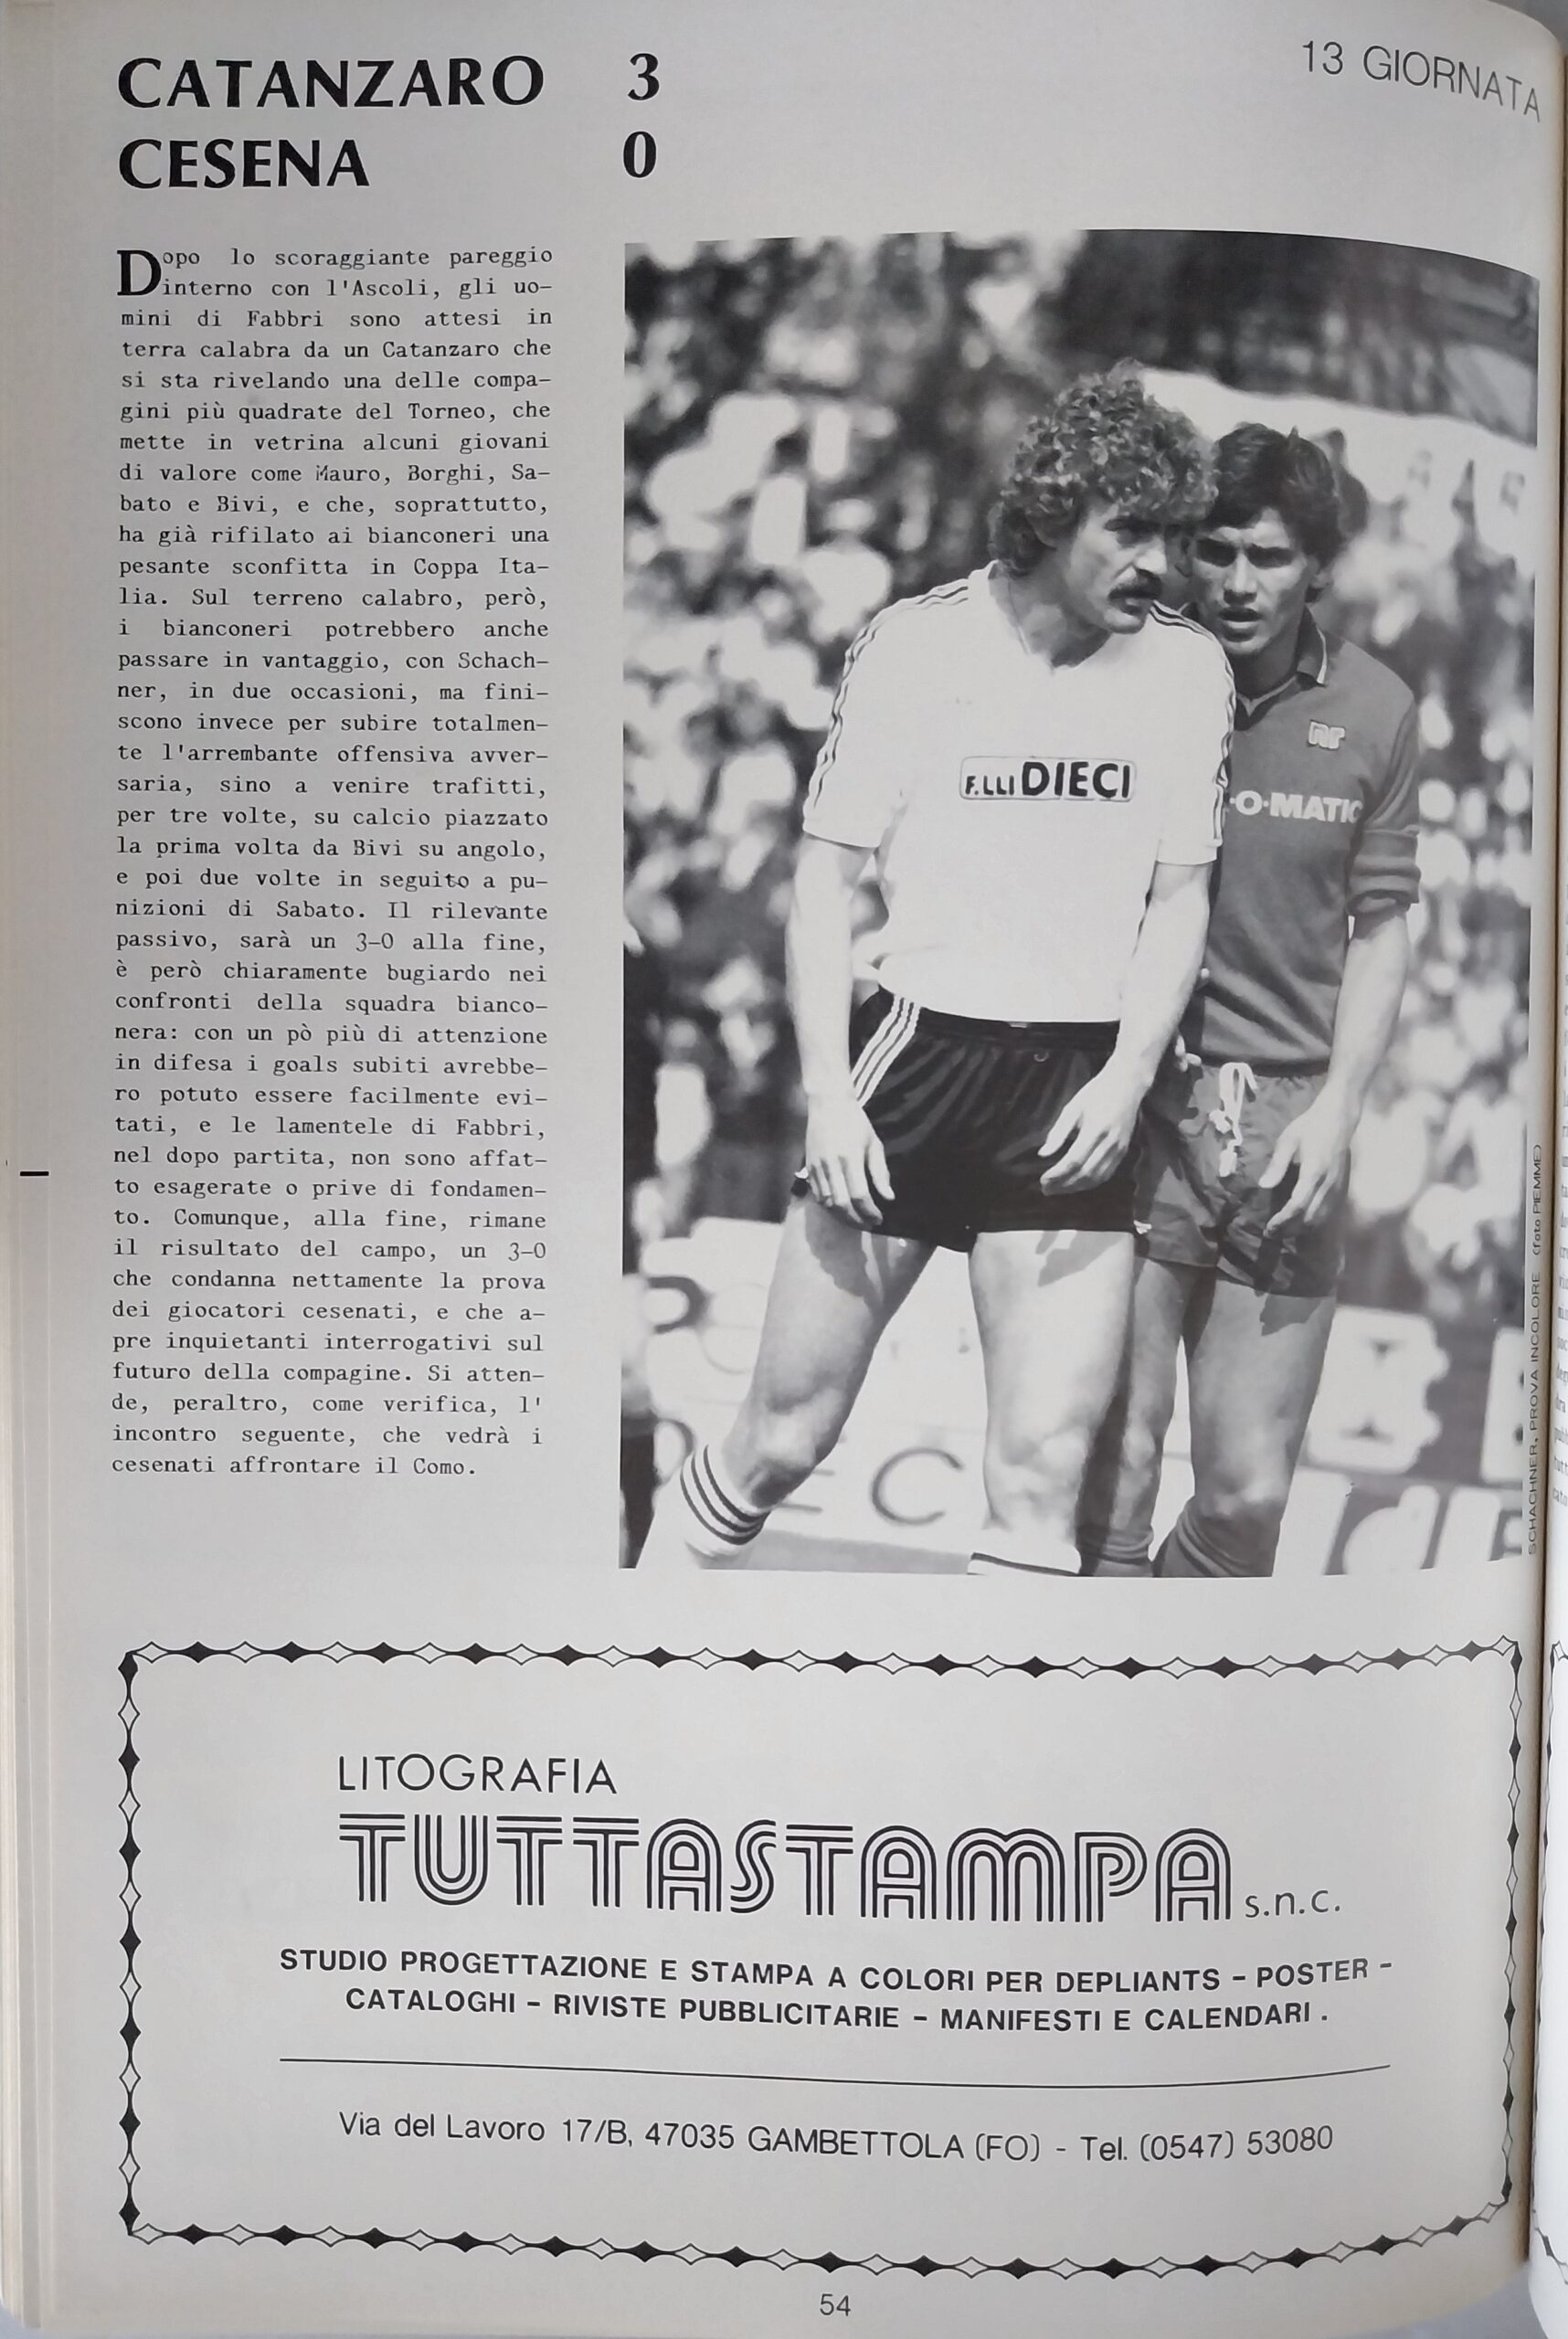 13 GIORNATA
CATANZARO 3
CESENA 0
Dopo lo scoraggiante pareggio
interno con l'Ascoli, gli uo-
mini di Fabbri sono attesi in
terra calabra da un Catanzaro che
si sta rivelando una delle compa-
gini più quadrate del Torneo, che
mette in vetrina alcuni giovani
di valore come Mauro, Borghi, Sa-
bato e Bivi, e che, soprattutto,
ha già rifilato ai bianconeri una
pesante sconfitta in Coppa Ita-
lia. Sul terreno calabro, però,
i bianconeri potrebbero anche
passare in vantaggio, con Schach-
ner, in due occasioni, ma fini-
scono invece per subire totalmen-
te l'arrembante offensiva avver-
saria, sino a venire trafitti,
per tre volte, su calcio piazzato
la prima volta da Bivi su angolo,
e poi due volte in seguito a pu-
nizioni di Sabato. Il rilevante
passivo, sarà un 3-0 alla fine,
è però chiaramente bugiardo nei
confronti della squadra bianco-
nera: con un pò più di attenzione
in difesa i goals subiti avrebbe-
ro potuto essere facilmente evi-
tati, e le lamentele di Fabbri,
nel dopo partita, non sono affat-
to esagerate o prive di fondamen-
to. Comunque, alla fine, rimane
il risultato del campo, un 3-0
che condanna nettamente la prova
dei giocatori cesenati, e che a-
pre inquietanti interrogativi sul
futuro della compagine. Si atten-
de, peraltro, come verifica, l'
incontro seguente, che vedrà i
cesenati affrontare il Como.
F.LLI DIECI
nr
-O-MATIC
SCHACHNER, PROVA INCOLORE (foto PIEMME)
LITOGRAFIA
TUTTASTAMPA s.n.c.
STUDIO PROGETTAZIONE E STAMPA A COLORI PER DEPLIANTS - POSTER -
CATALOGHI - RIVISTE PUBBLICITARIE - MANIFESTI E CALENDARI .
Via del Lavoro 17/B, 47035 GAMBETTOLA (FO) - Tel. (0547) 53080
54